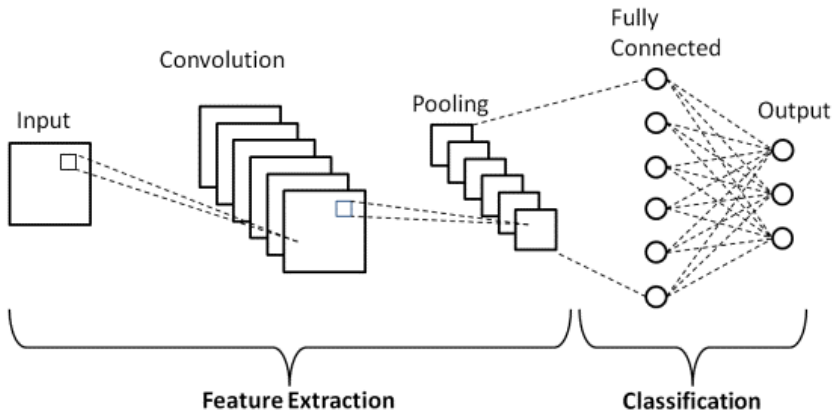 Fully
Connected
Convolution
Pooling
Output
Input
Feature Extraction
Classification